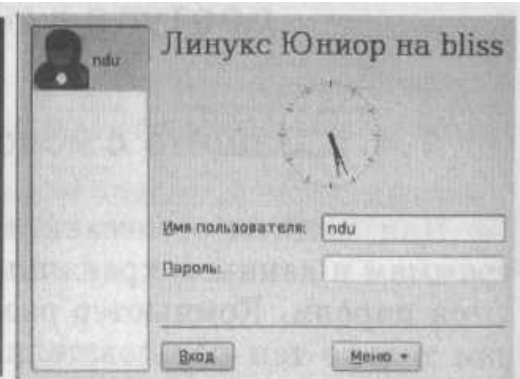 ndu
Линукс Юниор на bliss
Имя пользователя: ndu
Пароль:
Вход Меню